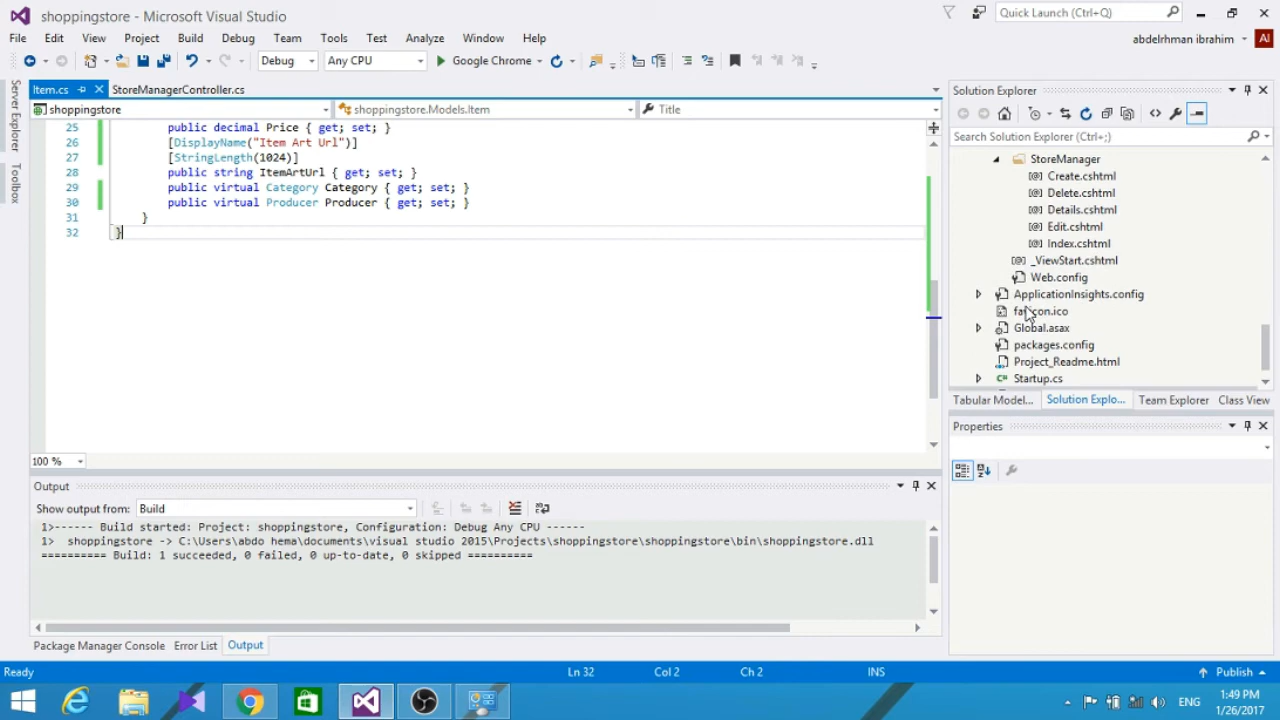 shoppingstore - Microsoft Visual Studio
Quick Launch (Ctrl+Q)
File Edit View Project Build Debug Team Tools Test Analyze Window Help
abdelrhman ibrahim AI
Debug Any CPU Google Chrome
Server Explorer
Toolbox
Item.cs StoreManagerController.cs
shoppingstore shoppingstore.Models.Item Title
25 public decimal Price { get; set; }
26 [DisplayName("Item Art Url")]
27 [StringLength(1024)]
28 public string ItemArtUrl { get; set; }
29 public virtual Category Category { get; set; }
30 public virtual Producer Producer { get; set; }
31 }
32 }
100 %
Solution Explorer
Search Solution Explorer (Ctrl+;)
StoreManager
Create.cshtml
Delete.cshtml
Details.cshtml
Edit.cshtml
Index.cshtml
_ViewStart.cshtml
Web.config
ApplicationInsights.config
favicon.ico
Global.asax
packages.config
Project_Readme.html
Startup.cs
Tabular Model... Solution Explo... Team Explorer Class View
Properties
Output
Show output from: Build
1>------ Build started: Project: shoppingstore, Configuration: Debug Any CPU ------
1> shoppingstore -> C:\Users\abdo hema\documents\visual studio 2015\Projects\shoppingstore\shoppingstore\bin\shoppingstore.dll
========== Build: 1 succeeded, 0 failed, 0 up-to-date, 0 skipped ==========
Package Manager Console Error List Output
Ready Ln 32 Col 2 Ch 2 INS Publish
ENG
1:49 PM
1/26/2017